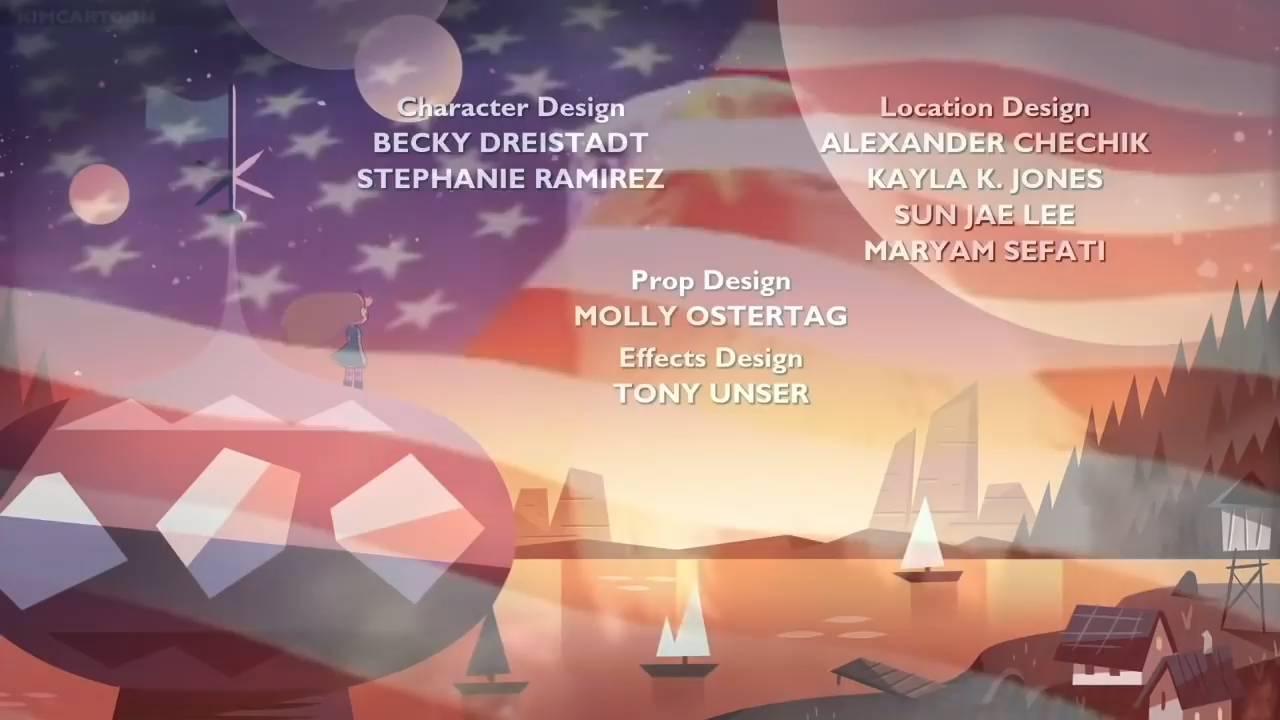 KIMCARTOON
Character Design
BECKY DREISTADT
STEPHANIE RAMIREZ
Location Design
ALEXANDER CHECHIK
KAYLA K. JONES
SUN JAE LEE
MARYAM SEFATI
Prop Design
MOLLY OSTERTAG
Effects Design
TONY UNSER